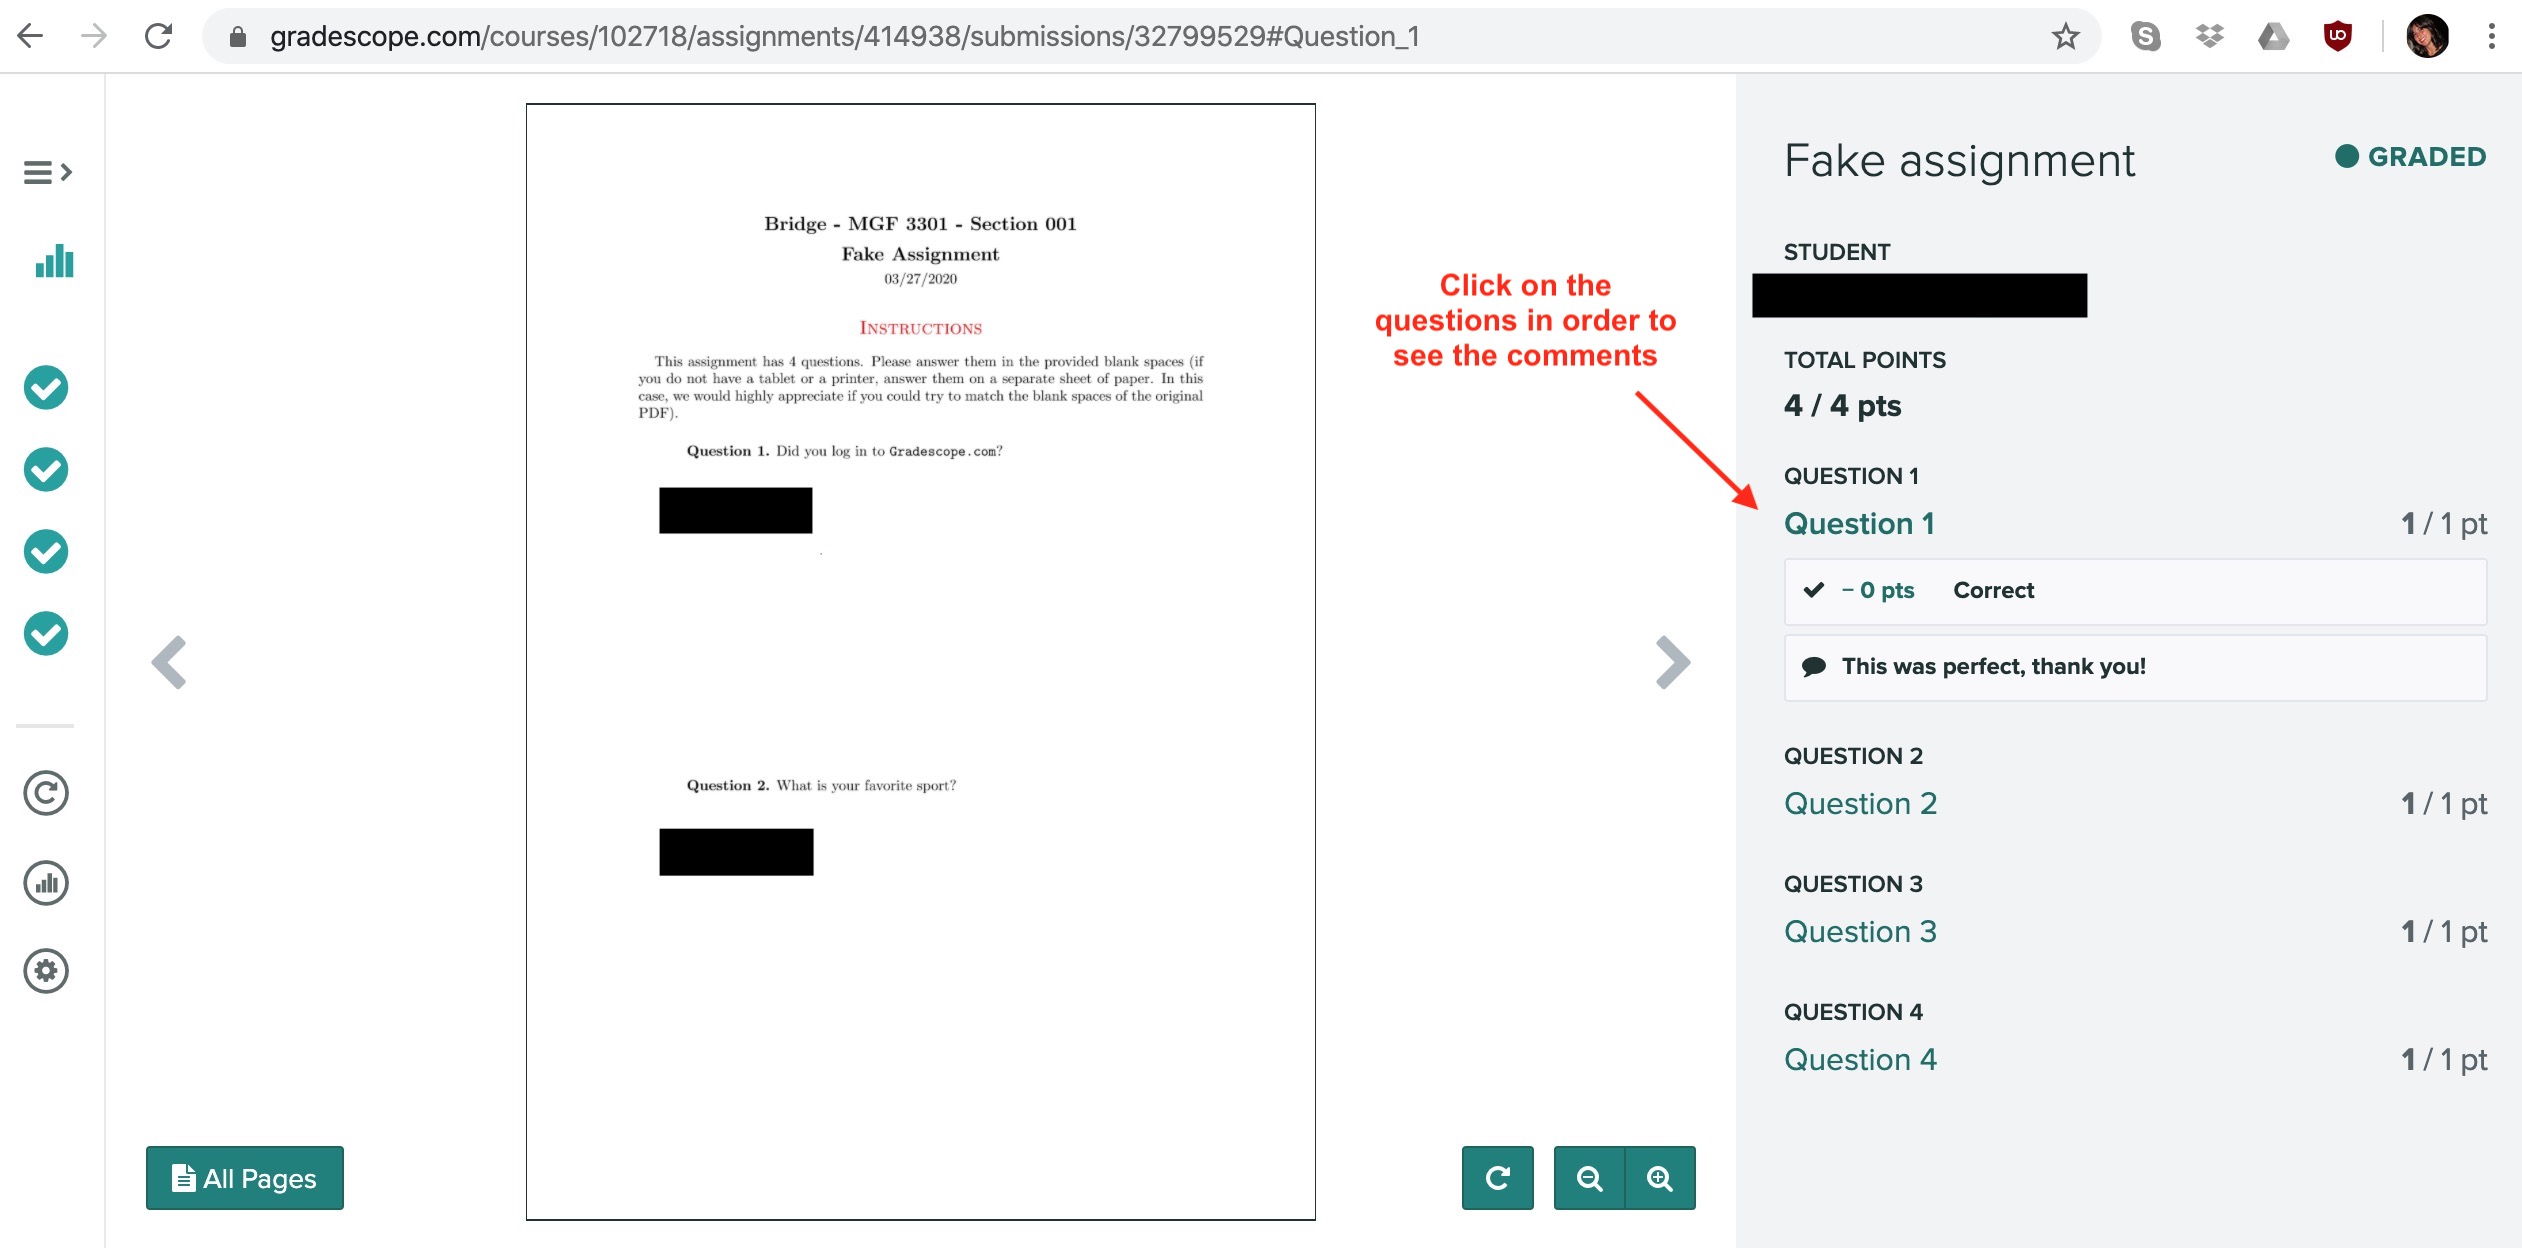 gradescope.com/courses/102718/assignments/414938/submissions/32799529#Question_1
Bridge - MGF 3301 - Section 001
Fake Assignment
03/27/2020
INSTRUCTIONS
This assignment has 4 questions. Please answer them in the provided blank spaces (if
you do not have a tablet or a printer, answer them on a separate sheet of paper. In this
case, we would highly appreciate if you could try to match the blank spaces of the original
PDF).
Question 1. Did you log in to Gradescope.com?
Question 2. What is your favorite sport?
Click on the
questions in order to
see the comments
Fake assignment
GRADED
STUDENT
TOTAL POINTS
4 / 4 pts
QUESTION 1
Question 1 1 / 1 pt
– 0 pts Correct
This was perfect, thank you!
QUESTION 2
Question 2 1 / 1 pt
QUESTION 3
Question 3 1 / 1 pt
QUESTION 4
Question 4 1 / 1 pt
All Pages